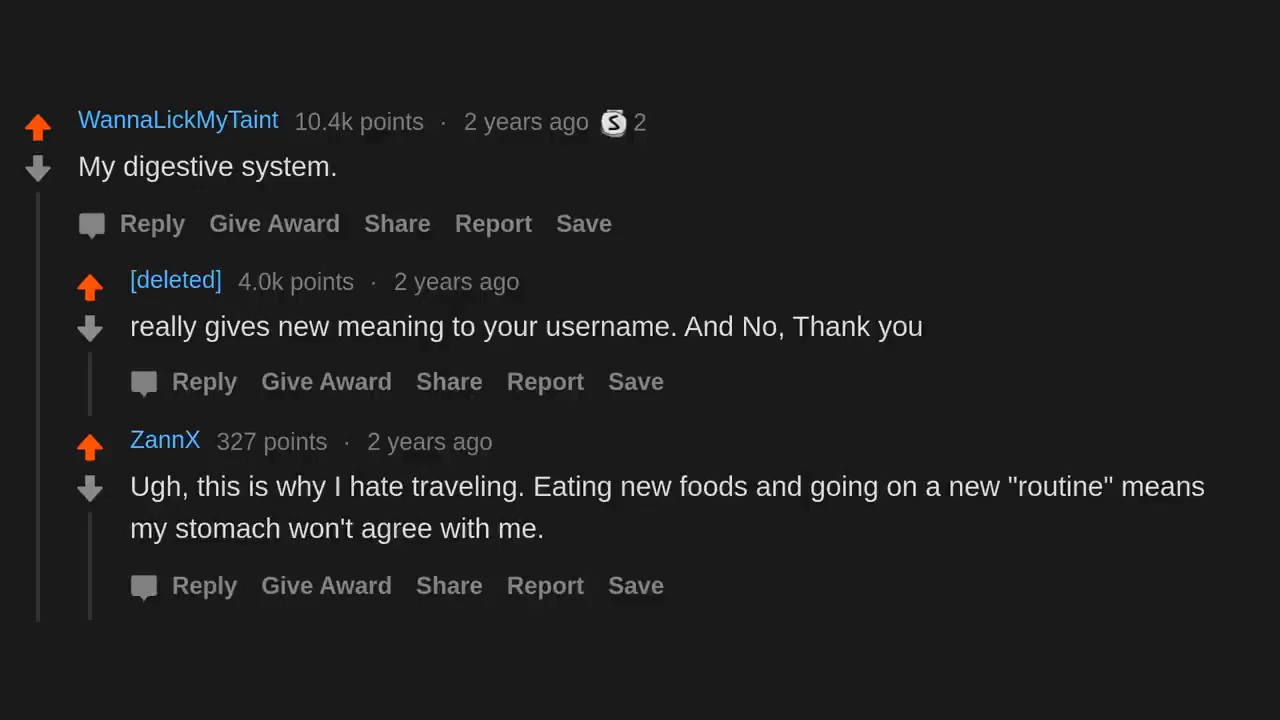 WannaLickMyTaint 10.4k points · 2 years ago S 2
My digestive system.
Reply Give Award Share Report Save
[deleted] 4.0k points · 2 years ago
really gives new meaning to your username. And No, Thank you
Reply Give Award Share Report Save
ZannX 327 points · 2 years ago
Ugh, this is why I hate traveling. Eating new foods and going on a new "routine" means
my stomach won't agree with me.
Reply Give Award Share Report Save